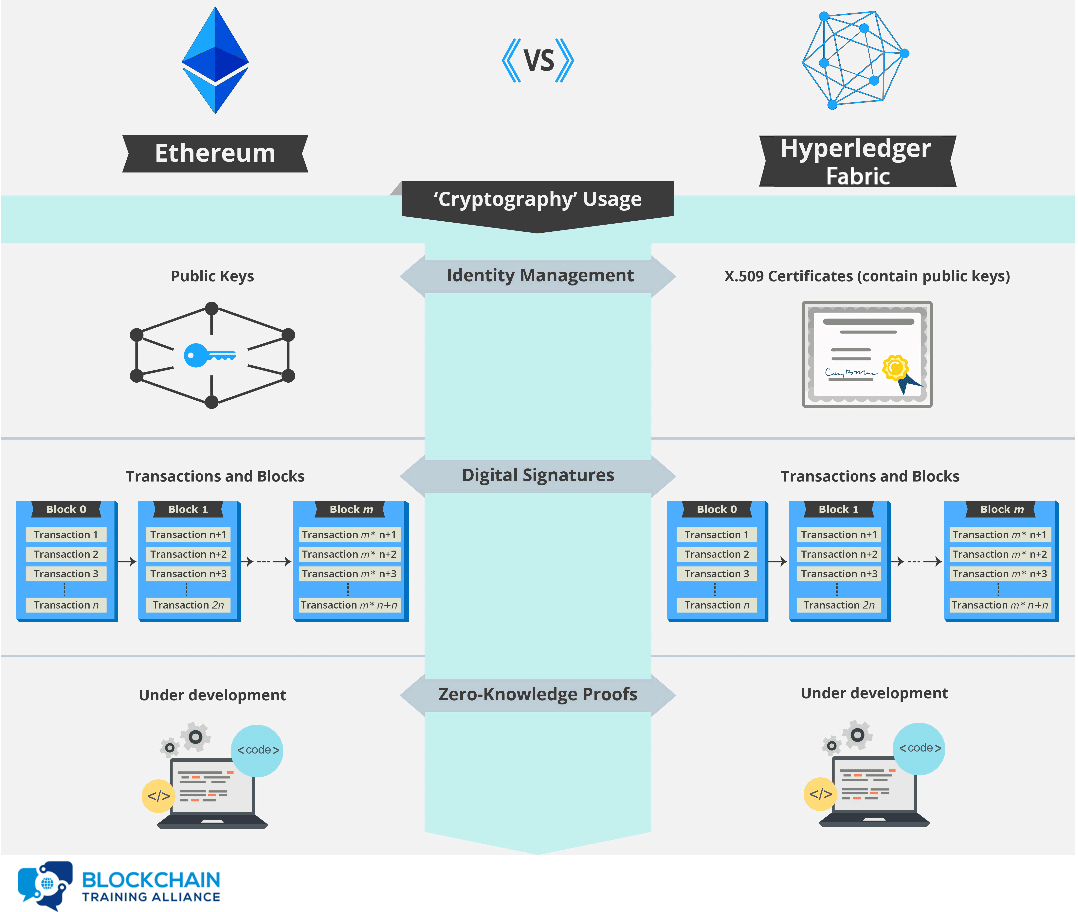 VS
Ethereum
Hyperledger
Fabric
‘Cryptography’ Usage
Public Keys
Identity Management
X.509 Certificates (contain public keys)
Transactions and Blocks
Digital Signatures
Transactions and Blocks
Block 0
Transaction 1
Transaction 2
Transaction 3
Transaction n
Block 1
Transaction n+1
Transaction n+2
Transaction n+3
Transaction 2n
Block m
Transaction m* n+1
Transaction m* n+2
Transaction m* n+3
Transaction m* n+n
Block 0
Transaction 1
Transaction 2
Transaction 3
Transaction n
Block 1
Transaction n+1
Transaction n+2
Transaction n+3
Transaction 2n
Block m
Transaction m* n+1
Transaction m* n+2
Transaction m* n+3
Transaction m* n+n
Under development
Zero-Knowledge Proofs
Under development
<code>
</>
<code>
</>
BLOCKCHAIN
TRAINING ALLIANCE